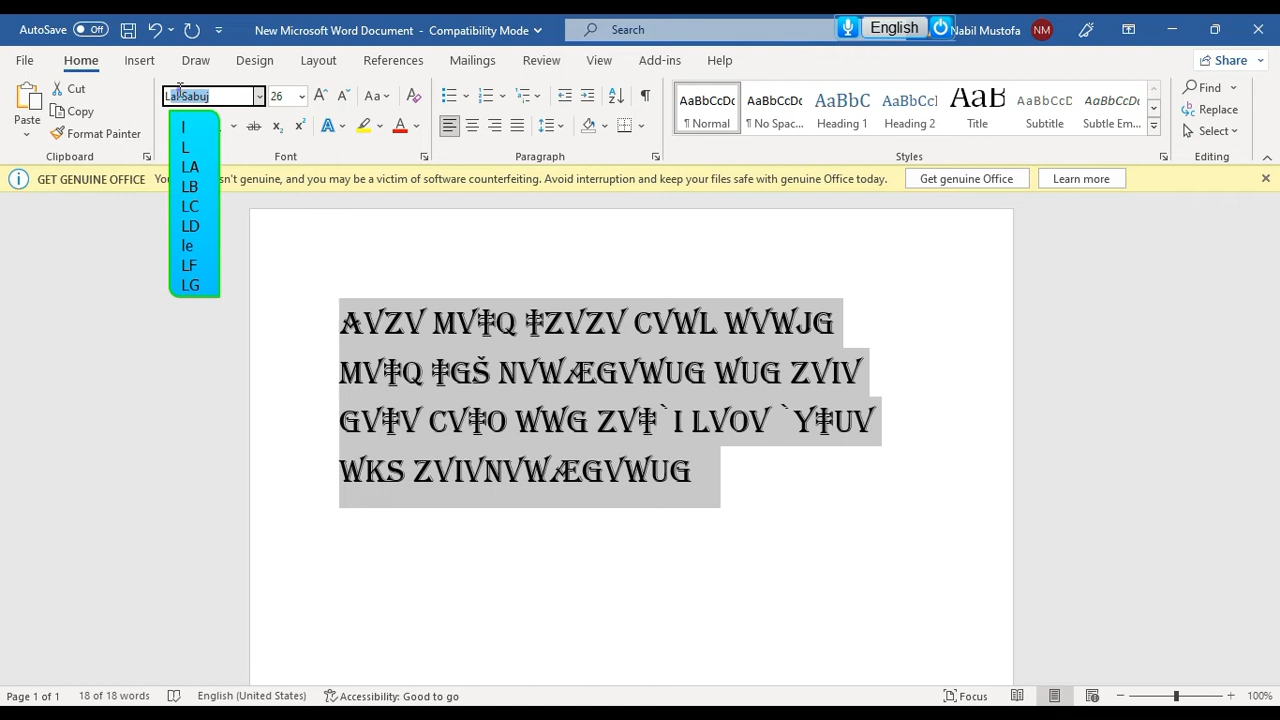 AutoSave Off New Microsoft Word Document - Compatibility Mode Search English Nabil Mustofa NM
File Home Insert Draw Design Layout References Mailings Review View Add-ins Help Share
Paste Cut Copy Format Painter
Lal Sabuj 26 Aa
AaBbCcDc AaBbCcDc AaBbC AaBbCc AaB AaBbCcD AaBbCcDc
¶ Normal ¶ No Spac... Heading 1 Heading 2 Title Subtitle Subtle Em...
Find Replace Select
Clipboard Font Paragraph Styles Editing
l
L
LA
LB
LC
LD
le
LF
LG
GET GENUINE OFFICE isn't genuine, and you may be a victim of software counterfeiting. Avoid interruption and keep your files safe with genuine Office today. Get genuine Office Learn more
AVZV MV‡Q ‡ZVZV CVWL WVWJG
MV‡Q ‡GŠ NVWÆGVWUG WUG ZVIV
GV‡V CV‡O WWG ZV‡`I LVOV `Y‡UV
WKS ZVIVNVWÆGVWUG
Page 1 of 1 18 of 18 words English (United States) Accessibility: Good to go Focus 100%